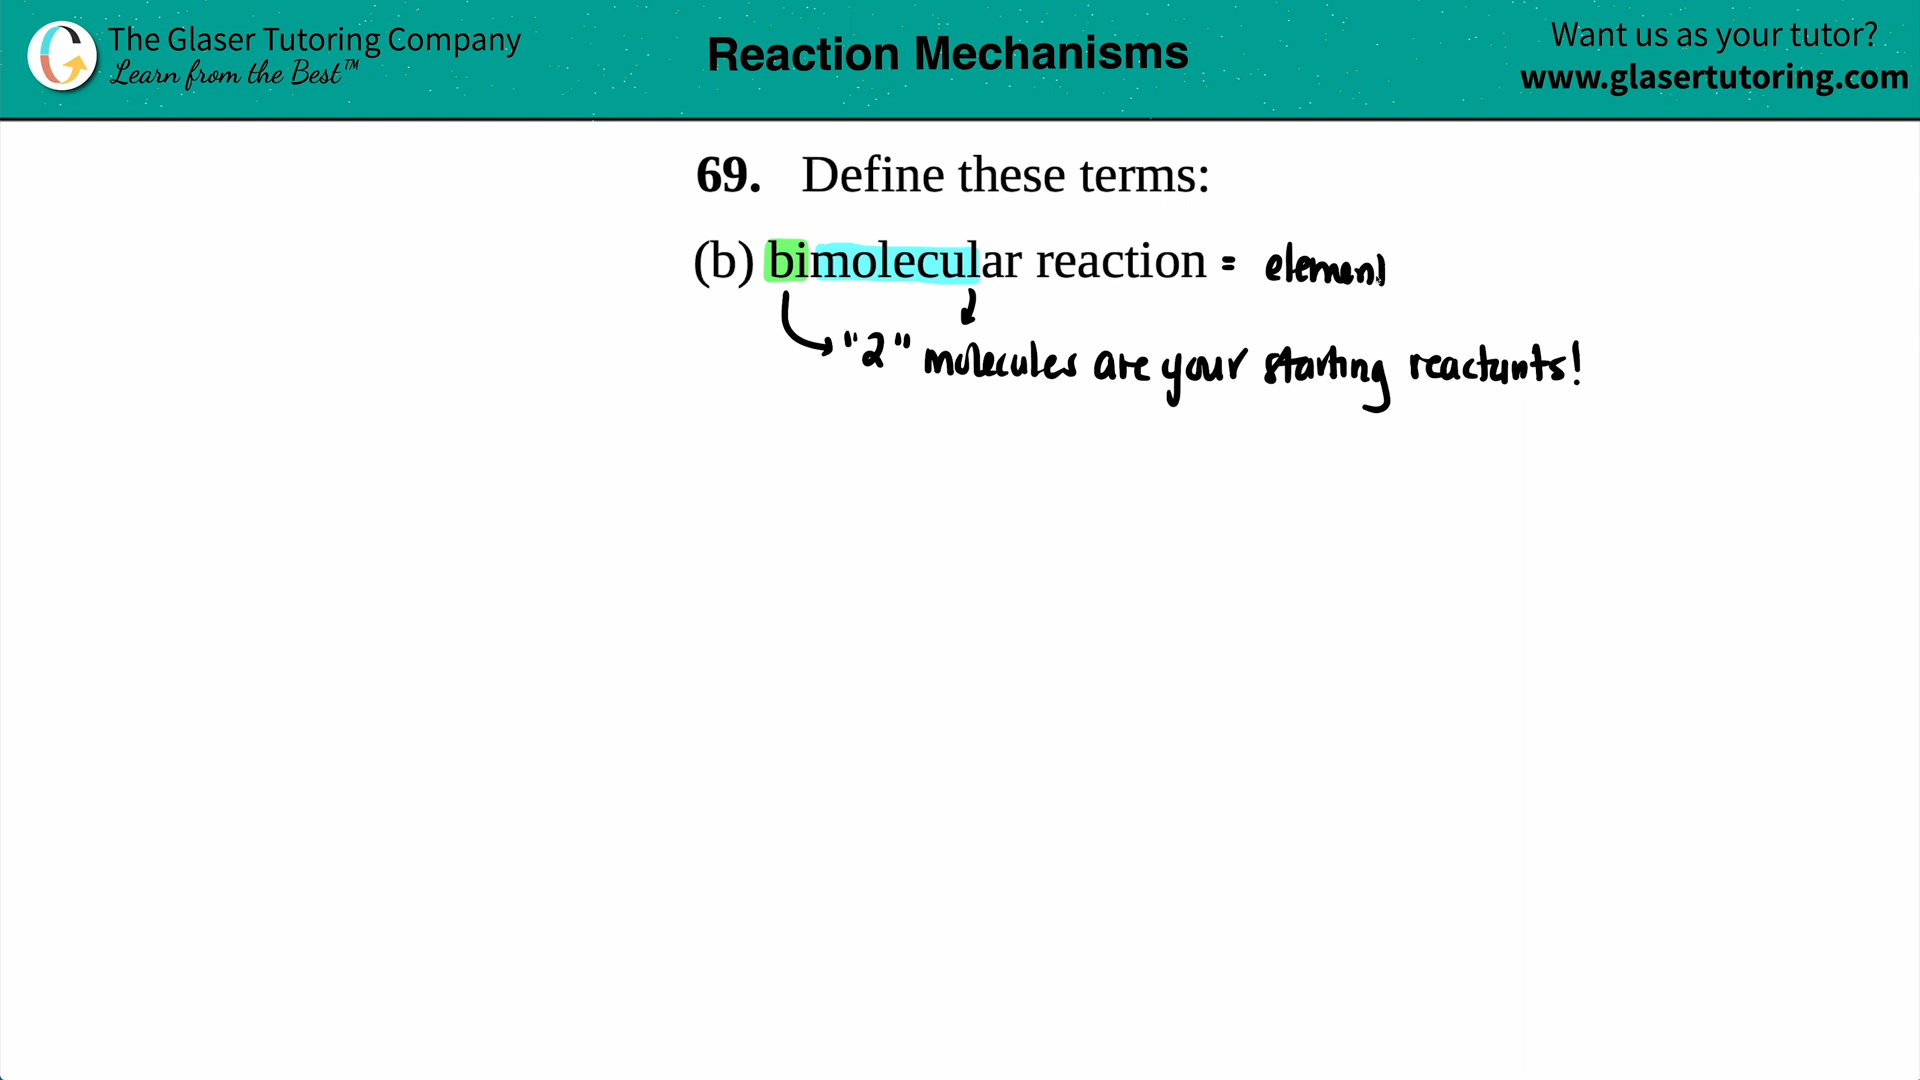 The Glaser Tutoring Company
Learn from the Best™
Reaction Mechanisms
Want us as your tutor?
www.glasertutoring.com
69. Define these terms:
(b) bimolecular reaction = element
"2" molecules are your starting reactants!